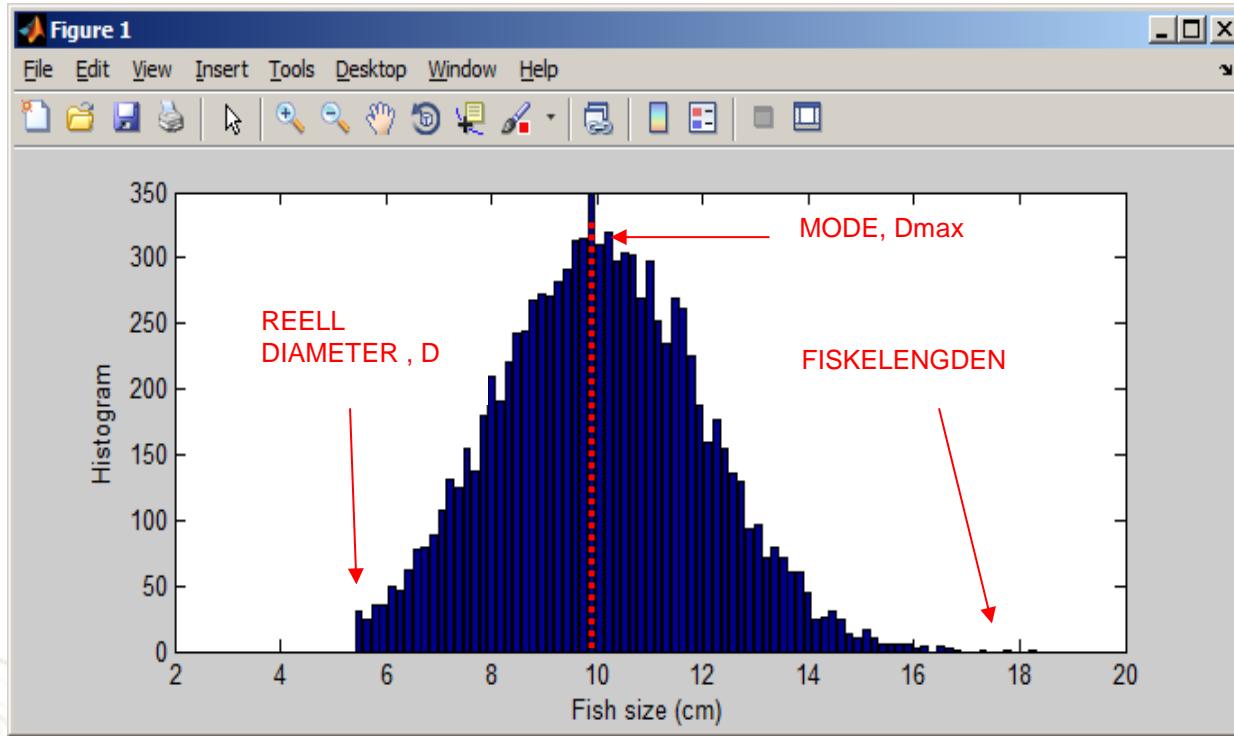 Figure 1
File Edit View Insert Tools Desktop Window Help
350
300
250
200
150
100
50
0
Histogram
MODE, Dmax
REELL
DIAMETER , D
FISKELENGDEN
2 4 6 8 10 12 14 16 18 20
Fish size (cm)